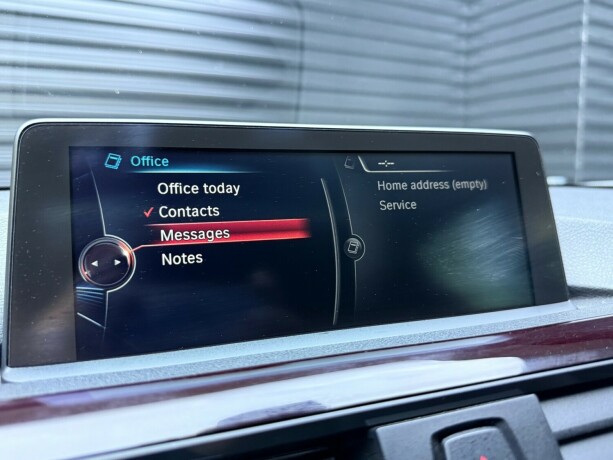 Office
Office today
Contacts
Messages
Notes
--:--
Home address (empty)
Service